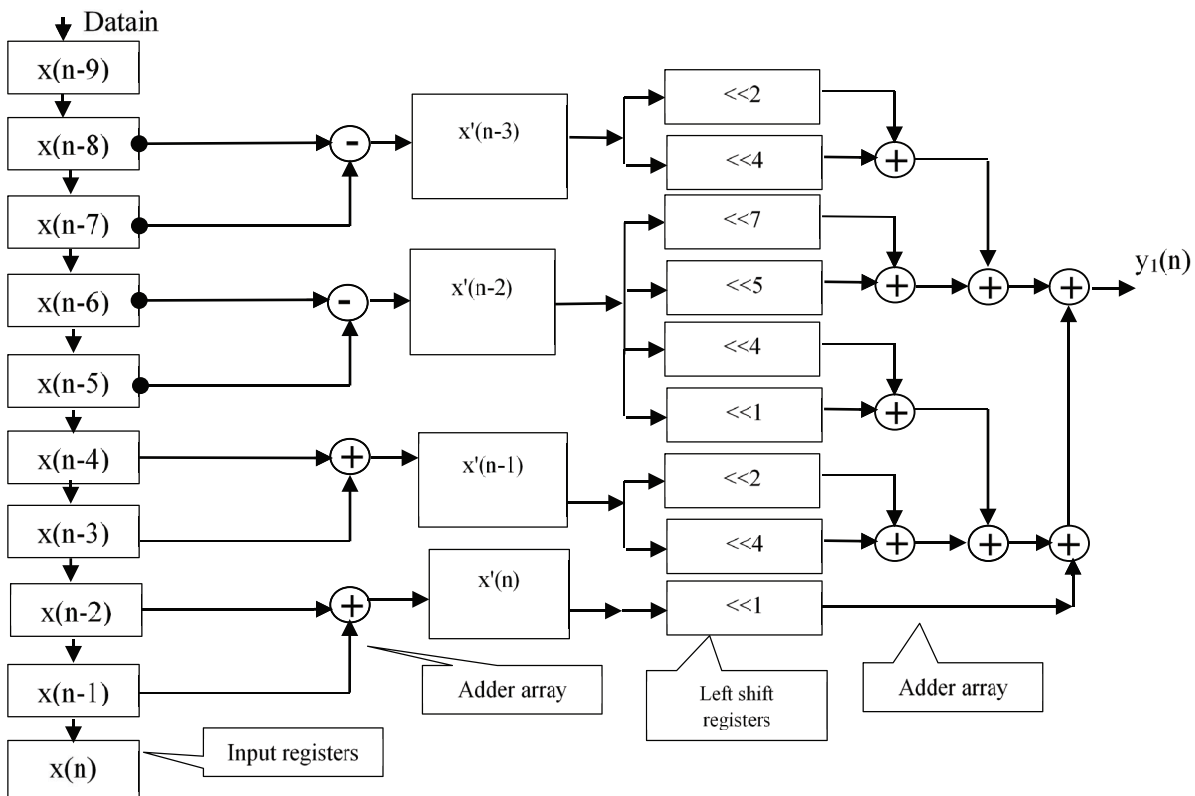 Datain
x(n-9)
x(n-8)
x(n-7)
x(n-6)
x(n-5)
x(n-4)
x(n-3)
x(n-2)
x(n-1)
x(n)
-
-
+
+
x'(n-3)
x'(n-2)
x'(n-1)
x'(n)
<<2
<<4
<<7
<<5
<<4
<<1
<<2
<<4
<<1
+
+
+
+
+
+
+
+
y₁(n)
Input registers
Adder array
Left shift
registers
Adder array